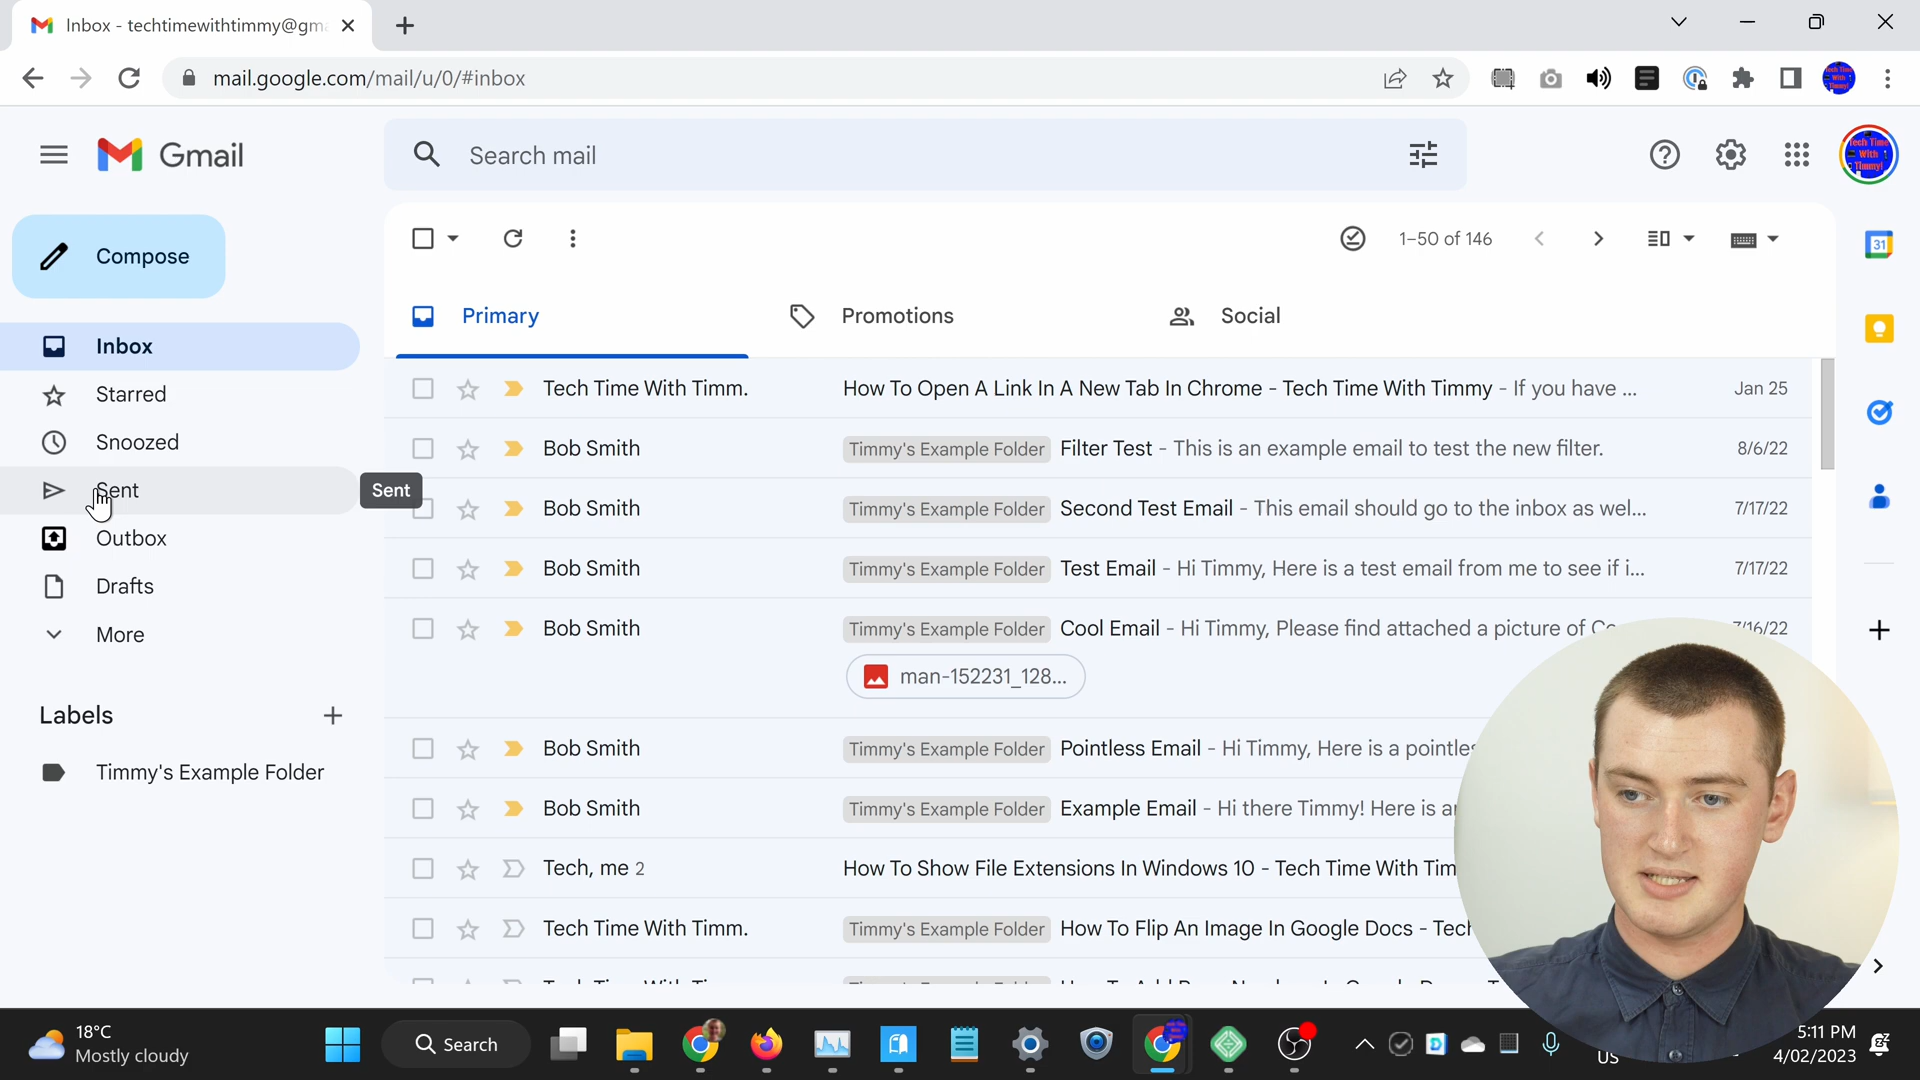 Inbox - techtimewithtimmy@gm
mail.google.com/mail/u/0/#inbox
Gmail
Search mail
Compose
1–50 of 146
Inbox
Starred
Snoozed
Sent
Sent
Outbox
Drafts
More
Labels
Timmy's Example Folder
Primary
Promotions
Social
Tech Time With Timm. How To Open A Link In A New Tab In Chrome - Tech Time With Timmy - If you have ... Jan 25
Bob Smith Timmy's Example Folder Filter Test - This is an example email to test the new filter. 8/6/22
Bob Smith Timmy's Example Folder Second Test Email - This email should go to the inbox as wel... 7/17/22
Bob Smith Timmy's Example Folder Test Email - Hi Timmy, Here is a test email from me to see if i... 7/17/22
Bob Smith Timmy's Example Folder Cool Email - Hi Timmy, Please find attached a picture of Co 7/16/22
man-152231_128...
Bob Smith Timmy's Example Folder Pointless Email - Hi Timmy, Here is a pointle
Bob Smith Timmy's Example Folder Example Email - Hi there Timmy! Here is a
Tech, me 2 How To Show File Extensions In Windows 10 - Tech Time With Tim
Tech Time With Timm. Timmy's Example Folder How To Flip An Image In Google Docs - Tech
31
Tech Time With Timmy!
18°C
Mostly cloudy
Search
US
5:11 PM
4/02/2023